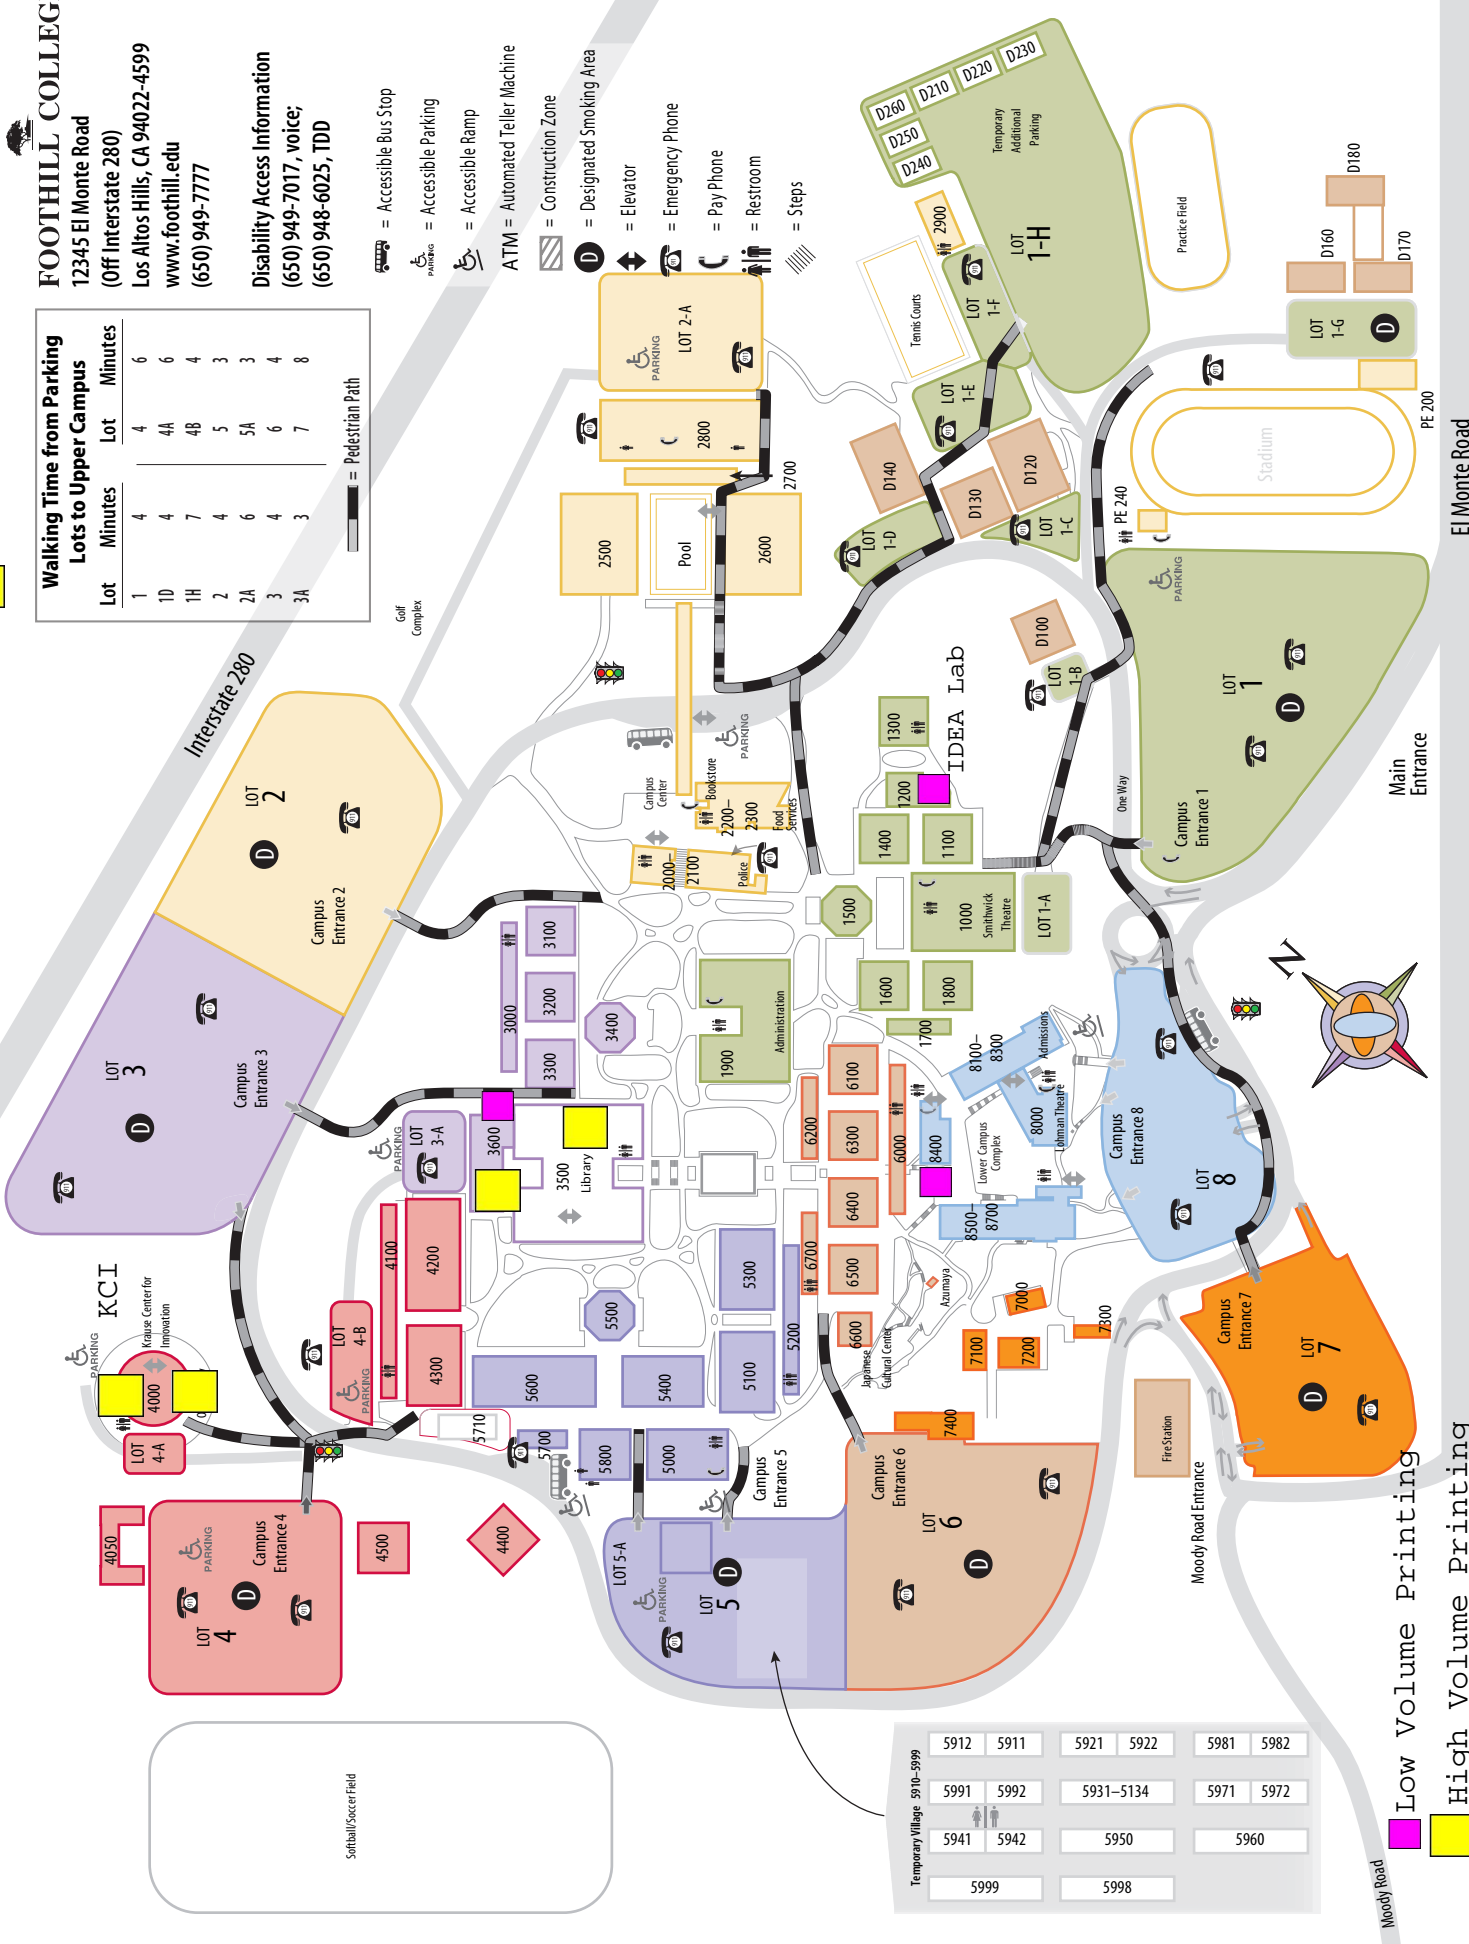 FOOTHILL COLLEG
12345 El Monte Road
(Off Interstate 280)
Los Altos Hills, CA 94022-4599
www.foothill.edu
(650) 949-7777
Disability Access Information
(650) 949-7017, voice;
(650) 948-6025, TDD
= Accessible Bus Stop
PARKING = Accessible Parking
= Accessible Ramp
ATM = Automated Teller Machine
= Construction Zone
D = Designated Smoking Area
= Elevator
= Emergency Phone
= Pay Phone
= Restroom
= Steps
Walking Time from Parking
Lots to Upper Campus
Lot Minutes Lot Minutes
1 4 4 6
1D 4 4A 6
1H 7 4B 4
2 4 5 3
2A 6 5A 3
3 4 6 4
3A 3 7 8
= Pedestrian Path
Interstate 280
Golf
Complex
LOT
2
D
Campus
Entrance 2
LOT
3
D
Campus
Entrance 3
PARKING
LOT
3-A
KCI
Krause Center for
Innovation
PARKING
4000
LOT
4-A
LOT
4-B
PARKING
4050
PARKING
Campus
Entrance 4
D
LOT
4
4500
4400
4100
4200
4300
5710
5700
5800
5000
Campus
Entrance 5
LOT 5-A
PARKING
LOT
5
D
5600
5400
5500
5100
5200
5300
3000
3100
3200
3300
3400
3600
3500
Library
LOT 2-A
PARKING
2800
2700
2500
Pool
2600
PARKING
Campus
Center
Bookstore
2200–
2300
Food
Services
2000–
2100
Police
1900
Administration
1500
1400
1100
1200
1300
IDEA Lab
1000
Smithwick
Theatre
LOT 1-A
1600
1800
1700
6100
6200
6300
6000
6400
6700
6500
6600
Japanese
Cultural Center
Azumaya
8400
8100–
8300
Admissions
8000
Lohman Theatre
Lower Campus
Complex
8500–
8700
Campus
Entrance 8
LOT
8
7000
7100
7200
7300
7400
Campus
Entrance 6
LOT
6
D
Campus
Entrance 7
LOT
7
D
Fire Station
Moody Road Entrance
Moody Road
D260
D210
D220
D230
D250
D240
Temporary
Additional
Parking
2900
Tennis Courts
LOT
1-H
LOT
1-F
LOT
1-E
D140
D130
D120
LOT
1-D
LOT
1-C
D100
LOT
1-B
Practice Field
D180
D160
D170
LOT
1-G
D
PE 200
Stadium
PE 240
El Monte Road
PARKING
LOT
1
D
Campus
Entrance 1
One Way
Main
Entrance
N
Softball/Soccer Field
Temporary Village 5910–5999
5912 5911 5921 5922 5981 5982
5991 5992 5931–5134 5971 5972
5941 5942 5950 5960
5999 5998
Low Volume Printing
High Volume Printing